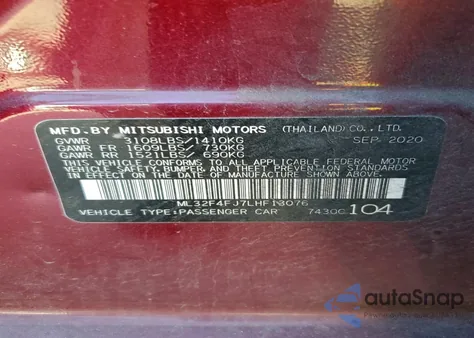 MFD.BY MITSUBISHI MOTORS (THAILAND) CO.,LTD.
GVWR 3108LBS/1410KG SEP 2020
GAWR FR 1609LBS/ 730KG
GAWR RR 1521LBS/ 690KG
THIS VEHICLE CONFORMS TO ALL APPLICABLE FEDERAL MOTOR
VEHICLE SAFETY, BUMPER, AND THEFT PREVENTION STANDARDS
IN EFFECT ON THE DATE OF MANUFACTURE SHOWN ABOVE.
ML32F4FJ7LHF13076
VEHICLE TYPE:PASSENGER CAR 7430C 104
autoSnap